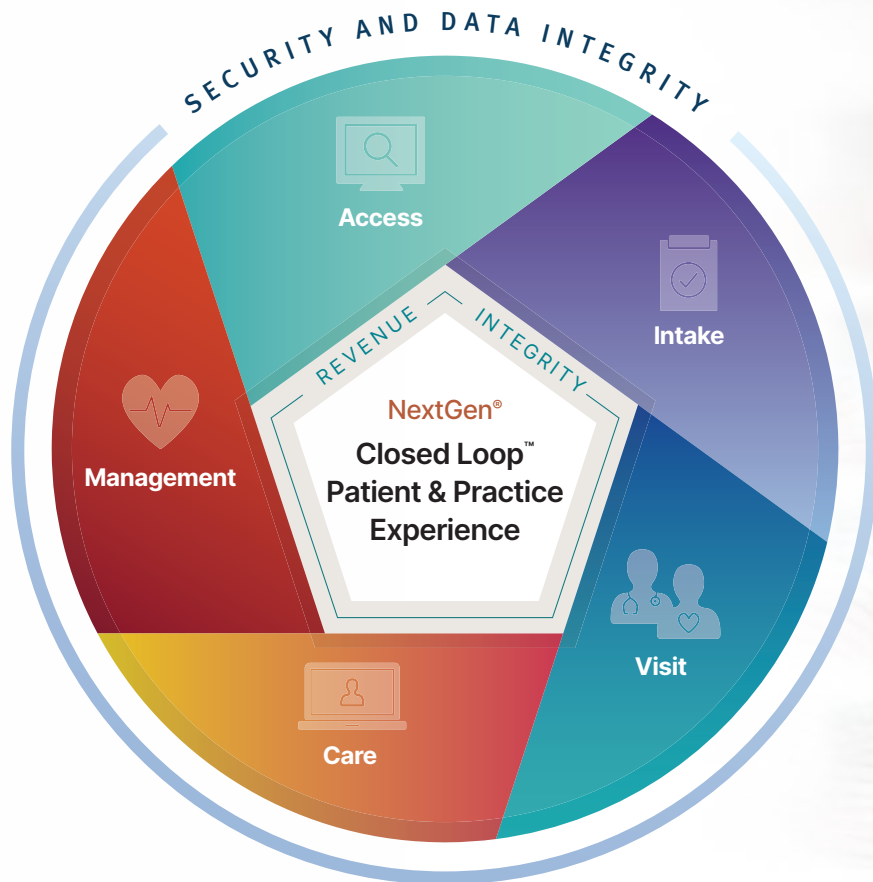 SECURITY AND DATA INTEGRITY
Access
Intake
REVENUE INTEGRITY
NextGen®
Closed Loop™
Patient & Practice
Experience
Management
Visit
Care